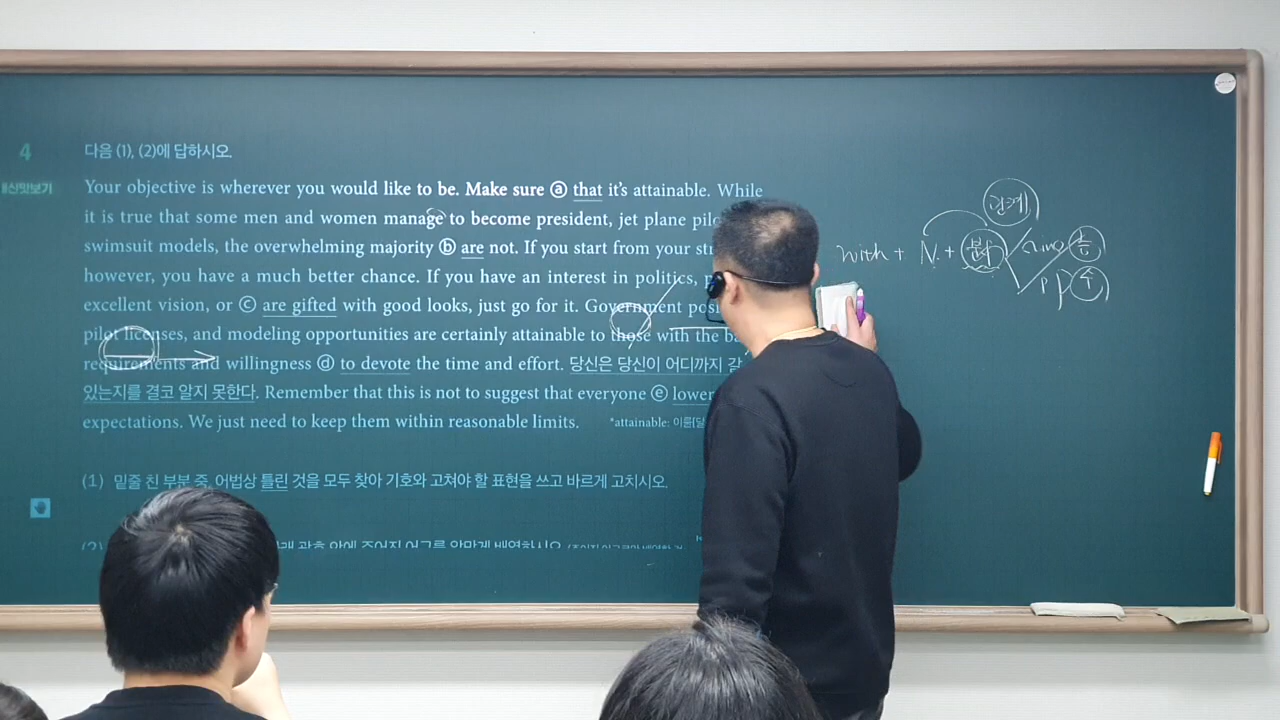 4
다음 (1), (2)에 답하시오.
내신맛보기
Your objective is wherever you would like to be. Make sure ⓐ that it's attainable. While
it is true that some men and women manage to become president, jet plane
swimsuit models, the overwhelming majority ⓑ are not. If you start from your
however, you have a much better chance. If you have an interest in politics,
excellent vision, or ⓒ are gifted with good looks, just go for it. Government
pilot licenses, and modeling opportunities are certainly attainable to those with the
requirements and willingness ⓓ to devote the time and effort. 당신은 당신이 어디까지 갈
있는지를 결코 알지 못한다. Remember that this is not to suggest that everyone ⓔ lower
expectations. We just need to keep them within reasonable limits.
*attainable:
(1) 밑줄 친 부분 중, 어법상 틀린 것을 모두 찾아 기호와 고쳐야 할 표현을 쓰고 바르게 고치시오.
관계
with + N. + 분사 ing 능
pp 수